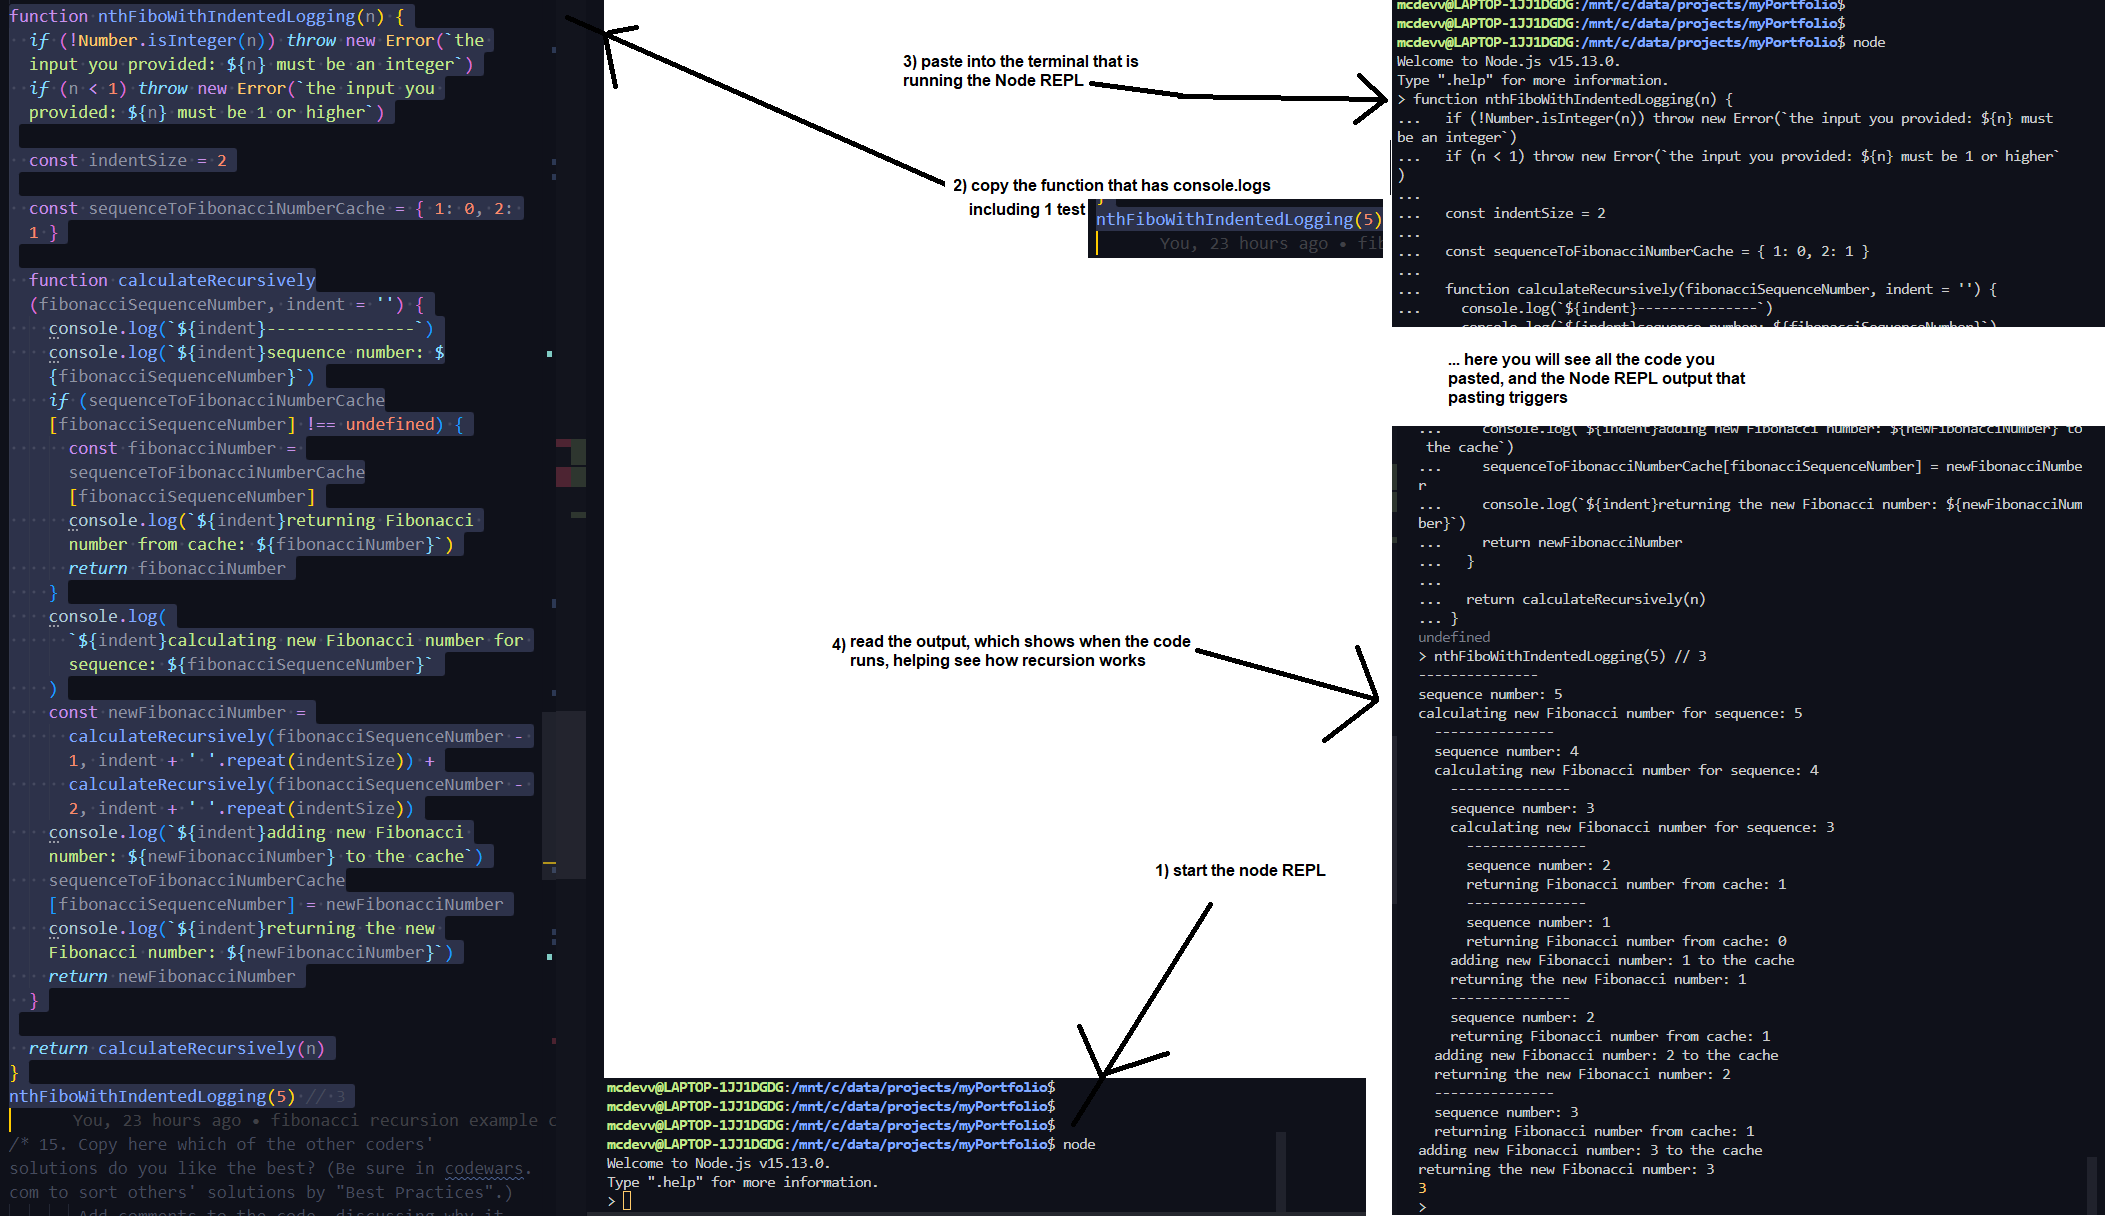 function nthFiboWithIndentedLogging(n) {
if (!Number.isInteger(n)) throw new Error(`the
input you provided: ${n} must be an integer`)
if (n < 1) throw new Error(`the input you
provided: ${n} must be 1 or higher`)
const indentSize = 2
const sequenceToFibonacciNumberCache = { 1: 0, 2:
1 }
function calculateRecursively
(fibonacciSequenceNumber, indent = '') {
console.log(`${indent}---------------`)
console.log(`${indent}sequence number: $
{fibonacciSequenceNumber}`)
if (sequenceToFibonacciNumberCache
[fibonacciSequenceNumber] !== undefined) {
const fibonacciNumber =
sequenceToFibonacciNumberCache
[fibonacciSequenceNumber]
console.log(`${indent}returning Fibonacci
number from cache: ${fibonacciNumber}`)
return fibonacciNumber
}
console.log(
`${indent}calculating new Fibonacci number for
sequence: ${fibonacciSequenceNumber}`
)
const newFibonacciNumber =
calculateRecursively(fibonacciSequenceNumber -
1, indent + ' '.repeat(indentSize)) +
calculateRecursively(fibonacciSequenceNumber -
2, indent + ' '.repeat(indentSize))
console.log(`${indent}adding new Fibonacci
number: ${newFibonacciNumber} to the cache`)
sequenceToFibonacciNumberCache
[fibonacciSequenceNumber] = newFibonacciNumber
console.log(`${indent}returning the new
Fibonacci number: ${newFibonacciNumber}`)
return newFibonacciNumber
}
return calculateRecursively(n)
}
nthFiboWithIndentedLogging(5) // 3
You, 23 hours ago • fibonacci recursion example c
/* 15. Copy here which of the other coders'
solutions do you like the best? (Be sure in codewars.
com to sort others' solutions by "Best Practices".)
Add comments to the code, discussing why it
3) paste into the terminal that is
running the Node REPL
2) copy the function that has console.logs
including 1 test
}
nthFiboWithIndentedLogging(5)
You, 23 hours ago • fib
4) read the output, which shows when the code
runs, helping see how recursion works
1) start the node REPL
mcdevv@LAPTOP-1JJ1DGDG:/mnt/c/data/projects/myPortfolio$
mcdevv@LAPTOP-1JJ1DGDG:/mnt/c/data/projects/myPortfolio$
mcdevv@LAPTOP-1JJ1DGDG:/mnt/c/data/projects/myPortfolio$
mcdevv@LAPTOP-1JJ1DGDG:/mnt/c/data/projects/myPortfolio$ node
Welcome to Node.js v15.13.0.
Type ".help" for more information.
>
mcdevv@LAPTOP-1JJ1DGDG:/mnt/c/data/projects/myPortfolio$
mcdevv@LAPTOP-1JJ1DGDG:/mnt/c/data/projects/myPortfolio$
mcdevv@LAPTOP-1JJ1DGDG:/mnt/c/data/projects/myPortfolio$ node
Welcome to Node.js v15.13.0.
Type ".help" for more information.
> function nthFiboWithIndentedLogging(n) {
... if (!Number.isInteger(n)) throw new Error(`the input you provided: ${n} must
be an integer`)
... if (n < 1) throw new Error(`the input you provided: ${n} must be 1 or higher`
)
...
... const indentSize = 2
...
... const sequenceToFibonacciNumberCache = { 1: 0, 2: 1 }
...
... function calculateRecursively(fibonacciSequenceNumber, indent = '') {
... console.log(`${indent}---------------`)
console.log(`${indent}sequence number: ${fibonacciSequenceNumber}`)
... here you will see all the code you
pasted, and the Node REPL output that
pasting triggers
... console.log(`${indent}adding new Fibonacci number: ${newFibonacciNumber} to
the cache`)
... sequenceToFibonacciNumberCache[fibonacciSequenceNumber] = newFibonacciNumbe
r
... console.log(`${indent}returning the new Fibonacci number: ${newFibonacciNum
ber}`)
... return newFibonacciNumber
... }
...
... return calculateRecursively(n)
... }
undefined
> nthFiboWithIndentedLogging(5) // 3
---------------
sequence number: 5
calculating new Fibonacci number for sequence: 5
---------------
sequence number: 4
calculating new Fibonacci number for sequence: 4
---------------
sequence number: 3
calculating new Fibonacci number for sequence: 3
---------------
sequence number: 2
returning Fibonacci number from cache: 1
---------------
sequence number: 1
returning Fibonacci number from cache: 0
adding new Fibonacci number: 1 to the cache
returning the new Fibonacci number: 1
---------------
sequence number: 2
returning Fibonacci number from cache: 1
adding new Fibonacci number: 2 to the cache
returning the new Fibonacci number: 2
---------------
sequence number: 3
returning Fibonacci number from cache: 1
adding new Fibonacci number: 3 to the cache
returning the new Fibonacci number: 3
3
>